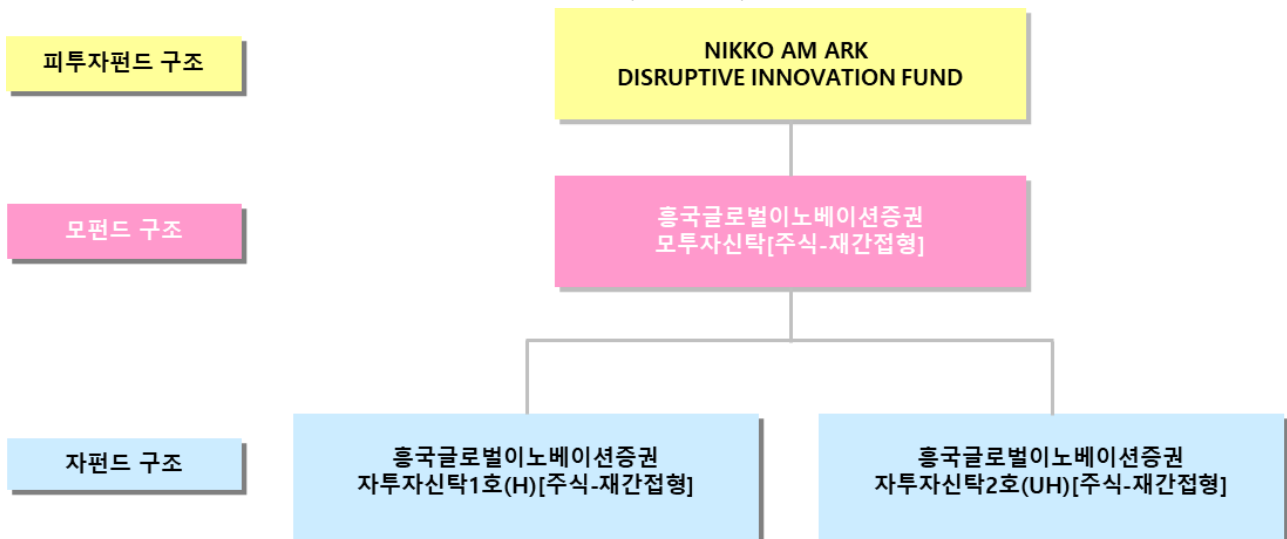 피투자펀드 구조
NIKKO AM ARK
DISRUPTIVE INNOVATION FUND
모펀드 구조
흥국글로벌이노베이션증권
모투자신탁[주식-재간접형]
자펀드 구조
흥국글로벌이노베이션증권
자투자신탁1호(H)[주식-재간접형]
흥국글로벌이노베이션증권
자투자신탁2호(UH)[주식-재간접형]